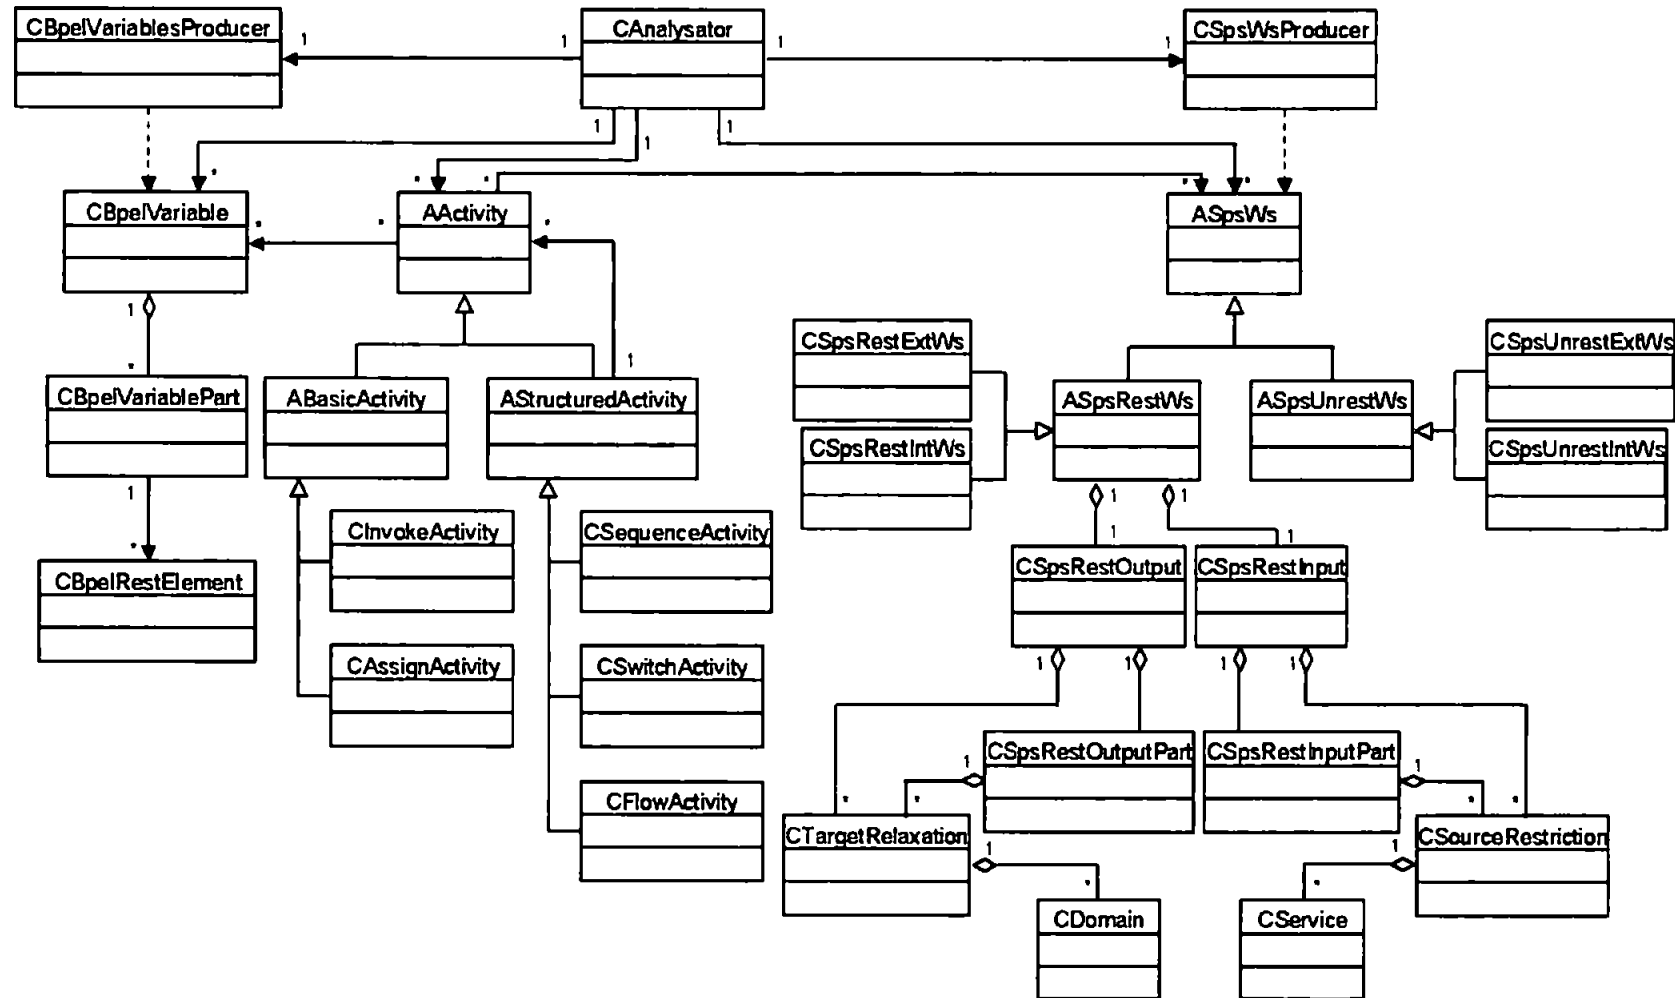 CBpelVariablesProducer
CAnalysator
CSpsWsProducer
1
1
1
1
1
1
1
*
*
*
*
*
CBpelVariable
AActivity
ASpsWs
*
*
*
1
CSpsRestExtWs
CSpsUnrestExtWs
*
1
CBpelVariablePart
ABasicActivity
AStructuredActivity
ASpsRestWs
ASpsUnrestWs
CSpsRestIntWs
CSpsUnrestIntWs
1
1
1
CInvokeActivity
CSequenceActivity
1
1
*
CBpelRestElement
CSpsRestOutput
CSpsRestInput
CAssignActivity
CSwitchActivity
1
1
1
1
CSpsRestOutputPart
CSpsRestInputPart
1
1
CFlowActivity
*
*
*
*
CTargetRelaxation
CSourceRestriction
1
1
*
*
CDomain
CService